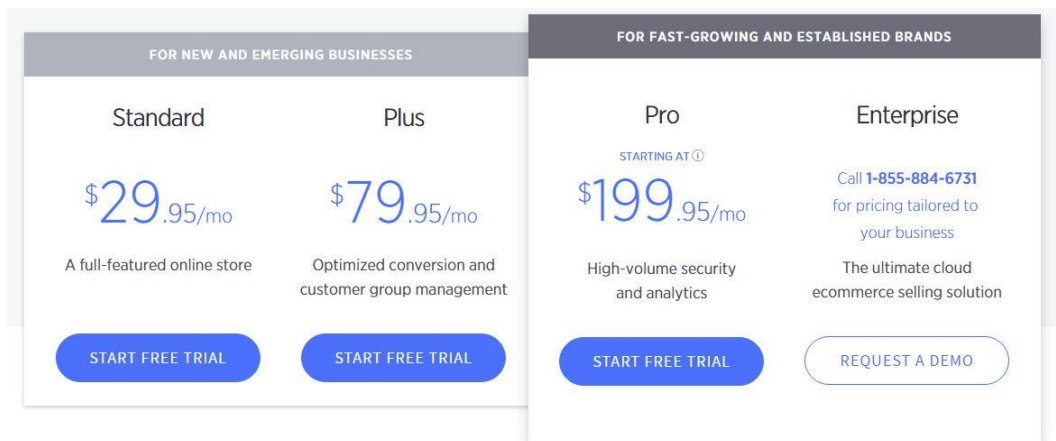 FOR NEW AND EMERGING BUSINESSES
Standard
$29.95/mo
A full-featured online store
START FREE TRIAL
Plus
$79.95/mo
Optimized conversion and
customer group management
START FREE TRIAL
FOR FAST-GROWING AND ESTABLISHED BRANDS
Pro
STARTING AT ⓘ
$199.95/mo
High-volume security
and analytics
START FREE TRIAL
Enterprise
Call 1-855-884-6731
for pricing tailored to
your business
The ultimate cloud
ecommerce selling solution
REQUEST A DEMO